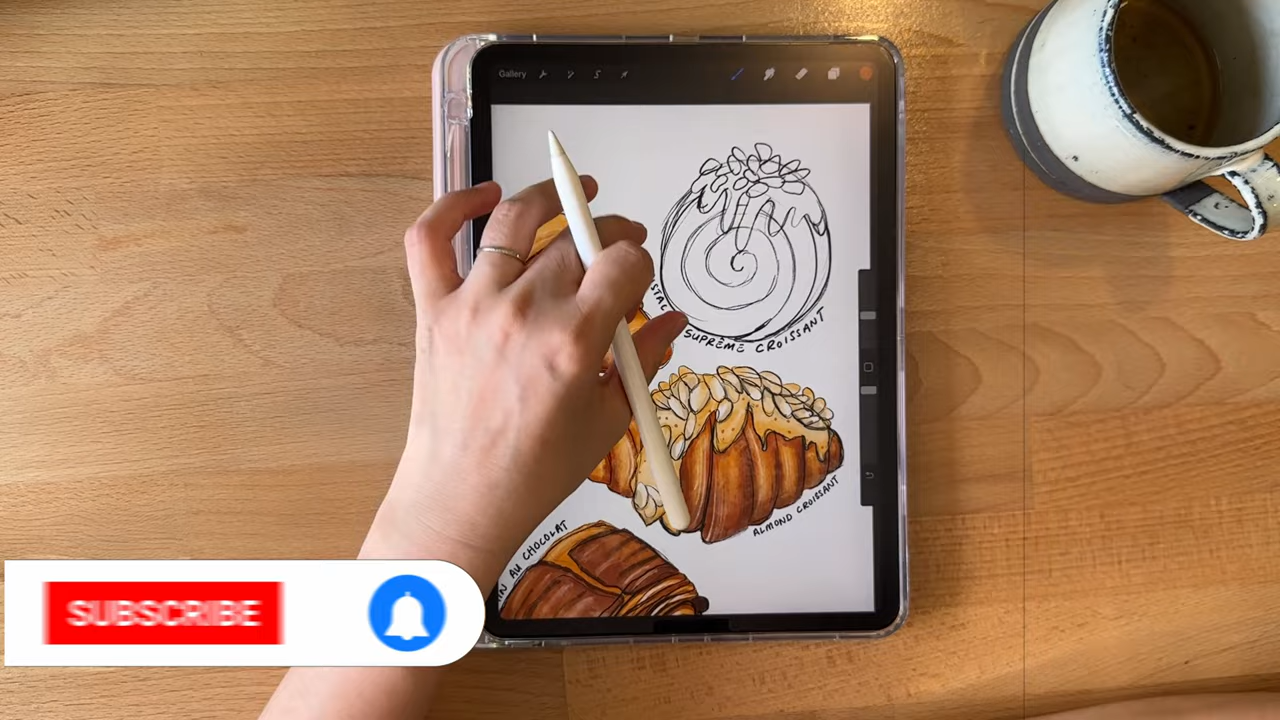 Gallery
SUPRÊME CROISSANT
ALMOND CROISSANT
AU CHOCOLAT
SUBSCRIBE